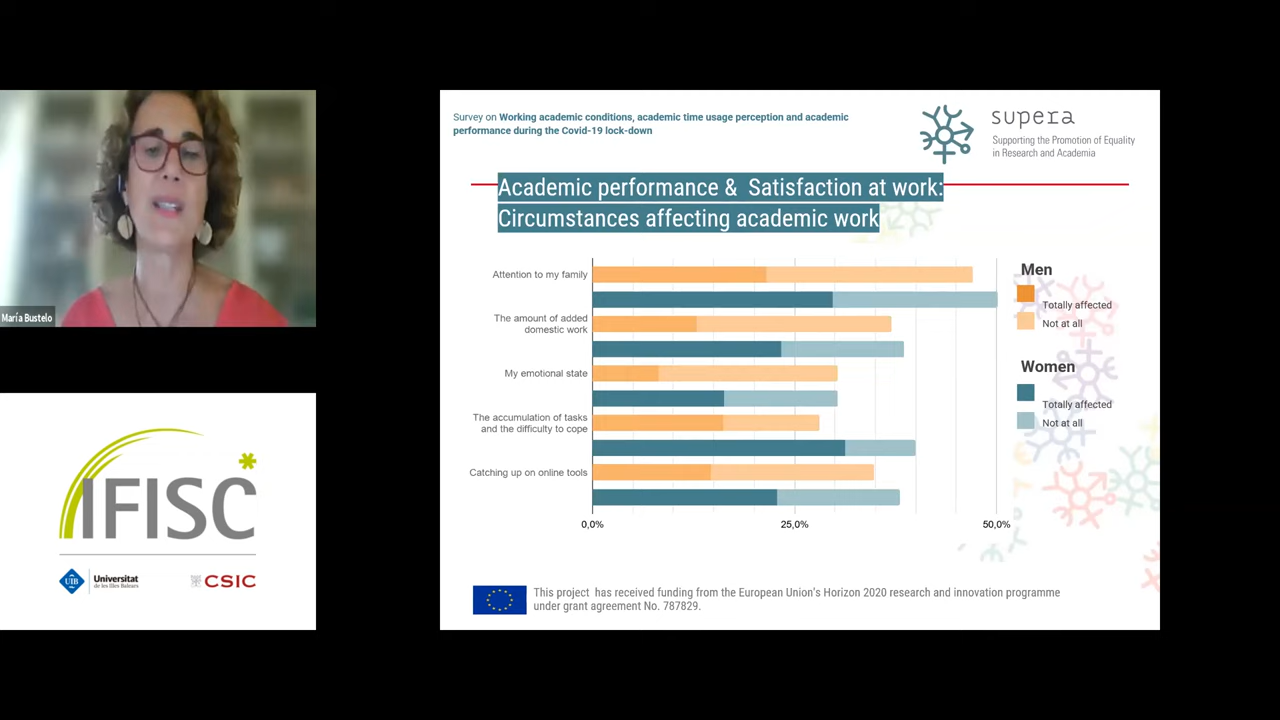 María Bustelo
IFISC
UIB
Universitat
de les Illes Balears
CSIC
Survey on Working academic conditions, academic time usage perception and academic
performance during the Covid-19 lock-down
supera
Supporting the Promotion of Equality
in Research and Academia
Academic performance & Satisfaction at work:
Circumstances affecting academic work
Attention to my family
The amount of added
domestic work
My emotional state
The accumulation of tasks
and the difficulty to cope
Catching up on online tools
0,0%
25,0%
50,0%
Men
Totally affected
Not at all
Women
Totally affected
Not at all
This project has received funding from the European Union's Horizon 2020 research and innovation programme
under grant agreement No. 787829.